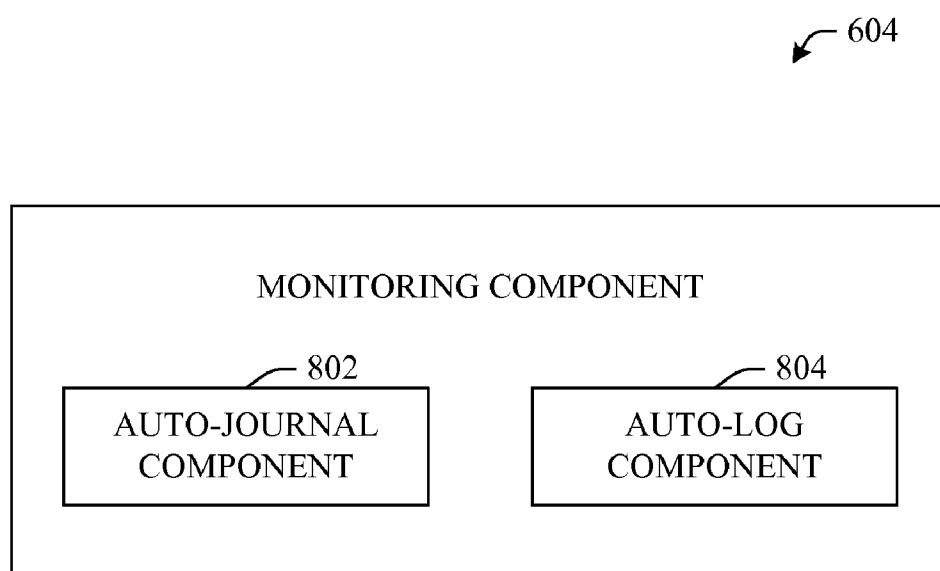 604
MONITORING COMPONENT
802
804
AUTO-JOURNAL
COMPONENT
AUTO-LOG
COMPONENT